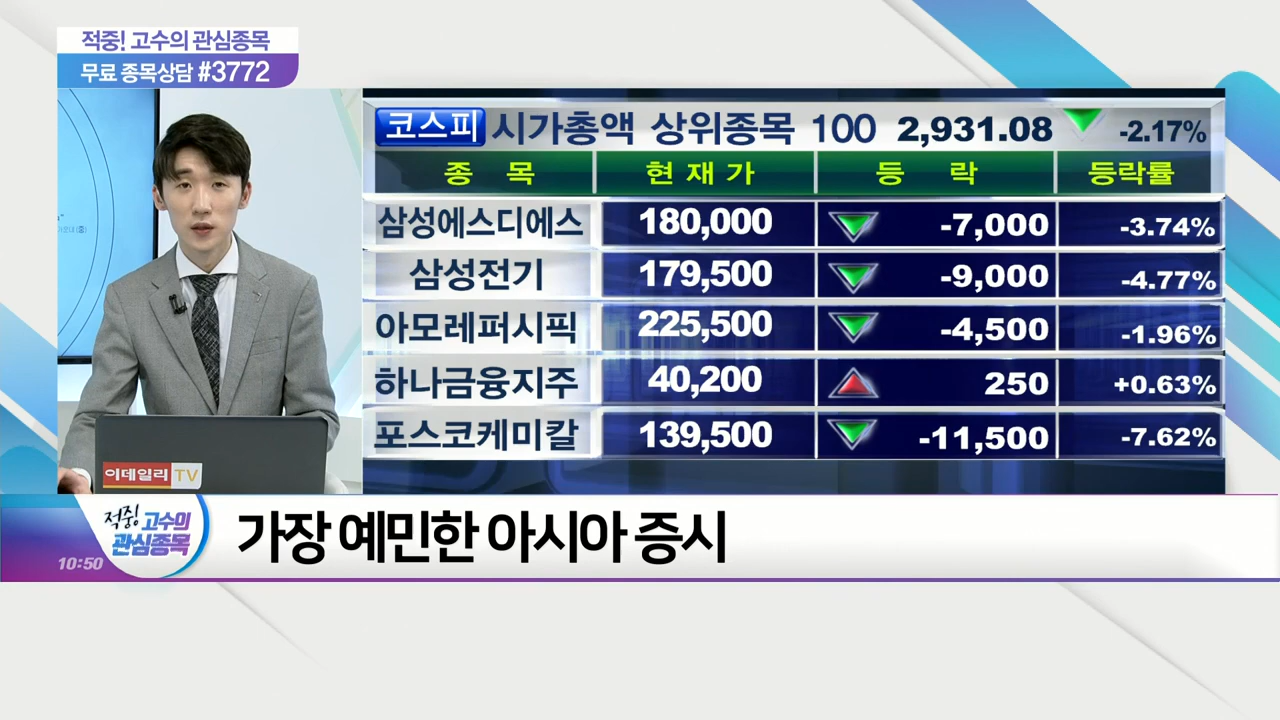 적중! 고수의 관심종목
무료 종목상담 #3772
코스피 시가총액 상위종목 100 2,931.08 -2.17%
종 목 현 재 가 등 락 등락률
삼성에스디에스 180,000 -7,000 -3.74%
삼성전기 179,500 -9,000 -4.77%
아모레퍼시픽 225,500 -4,500 -1.96%
하나금융지주 40,200 250 +0.63%
포스코케미칼 139,500 -11,500 -7.62%
이데일리 TV
적중! 고수의
관심종목
10:50
가장 예민한 아시아 증시